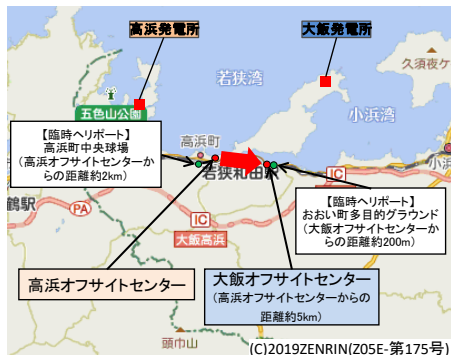 高浜発電所
大飯発電所
若狭湾
久須夜ケ
五色山公園
小浜湾
【臨時ヘリポート】
高浜町中央球場
(高浜オフサイトセンターか
らの距離約2km)
高浜町
若狭和田駅
小浜
鶴駅
PA
IC
大飯高浜
IC
【臨時ヘリポート】
おおい町多目的グラウンド
(大飯オフサイトセンターか
らの距離約200m)
高浜オフサイトセンター
大飯オフサイトセンター
(高浜オフサイトセンターからの
距離約5km)
頭巾山
(C)2019ZENRIN(Z05E-第175号)